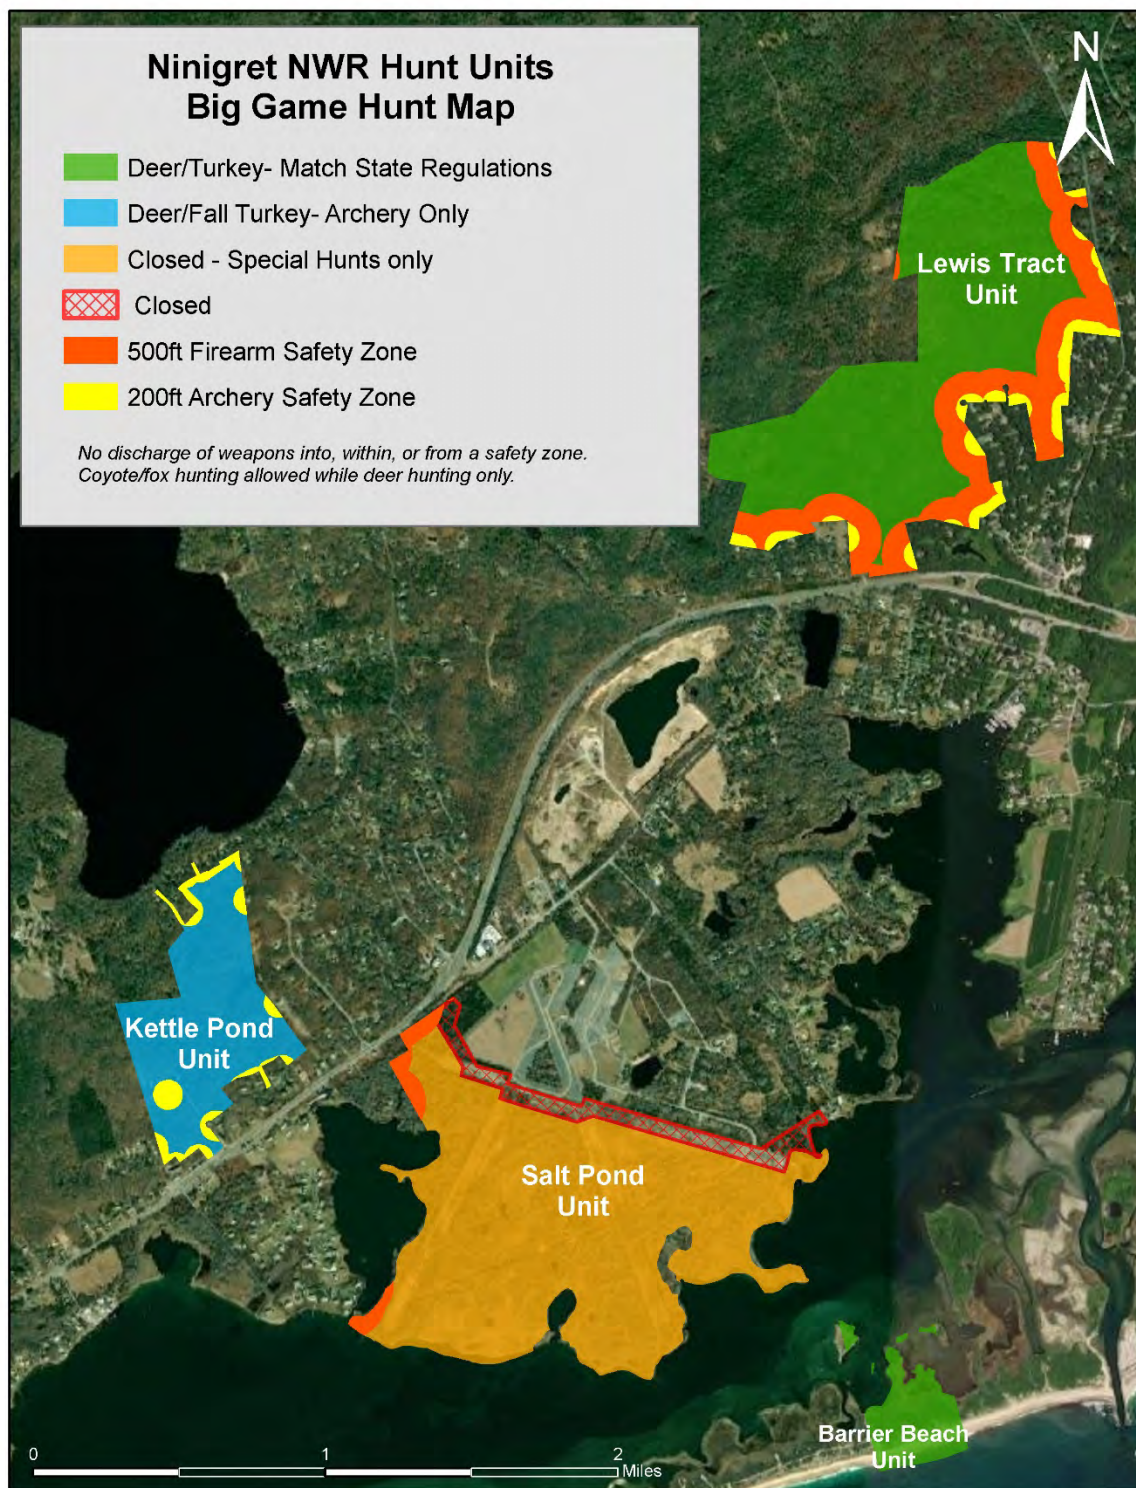 Ninigret NWR Hunt Units
Big Game Hunt Map
Deer/Turkey- Match State Regulations
Deer/Fall Turkey- Archery Only
Closed - Special Hunts only
Closed
500ft Firearm Safety Zone
200ft Archery Safety Zone
No discharge of weapons into, within, or from a safety zone.
Coyote/fox hunting allowed while deer hunting only.
N
Lewis Tract
Unit
Kettle Pond
Unit
Salt Pond
Unit
Barrier Beach
Unit
0 1 2
Miles